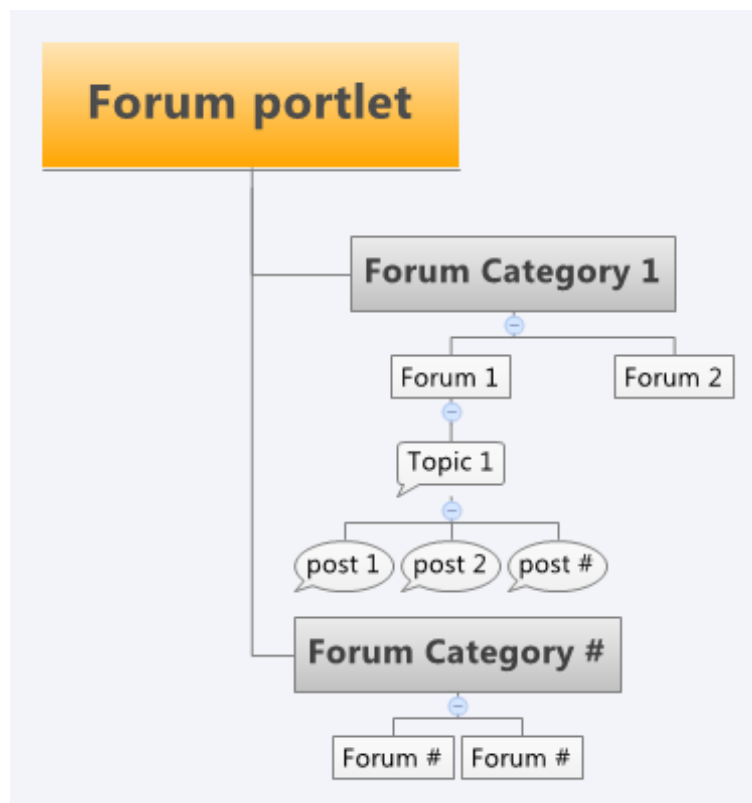 Forum portlet
Forum Category 1
Forum 1
Forum 2
Topic 1
post 1
post 2
post #
Forum Category #
Forum #
Forum #